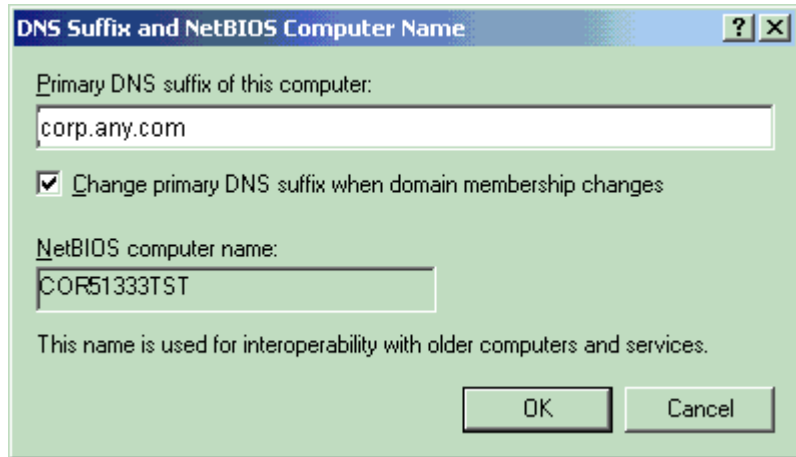 DNS Suffix and NetBIOS Computer Name
Primary DNS suffix of this computer:
corp.any.com
Change primary DNS suffix when domain membership changes
NetBIOS computer name:
COR51333TST
This name is used for interoperability with older computers and services.
OK Cancel